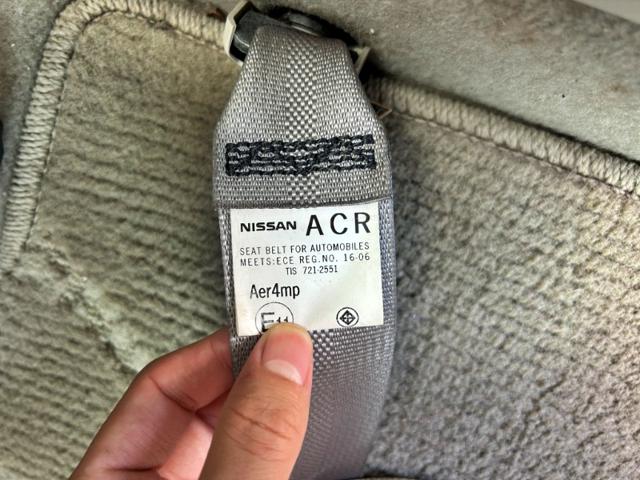 NISSAN ACR
SEAT BELT FOR AUTOMOBILES
MEETS:ECE REG.NO. 16-06
TIS 721-2551
Aer4mp
E11